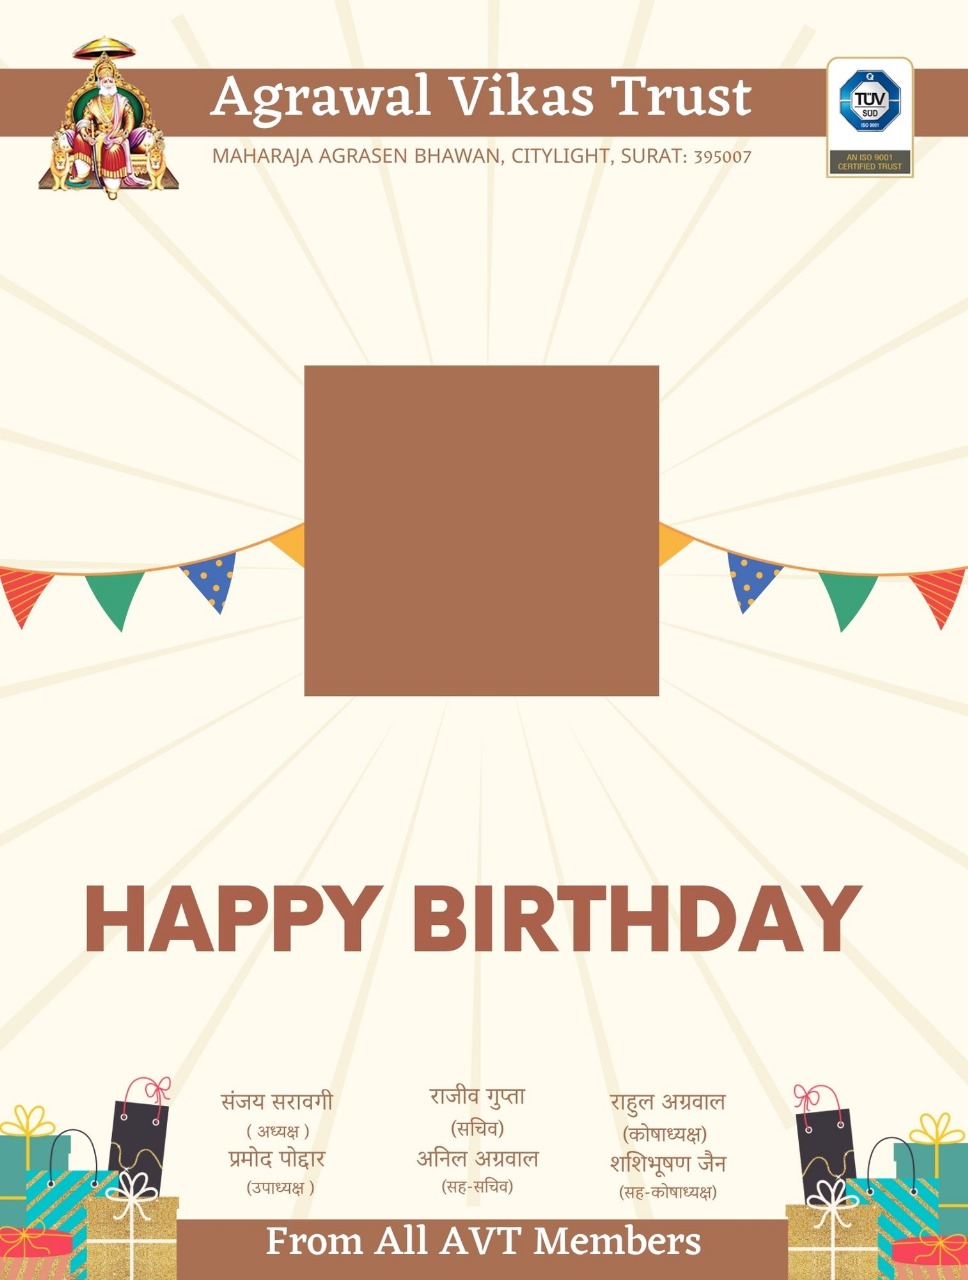 Agrawal Vikas Trust
MAHARAJA AGRASEN BHAWAN, CITYLIGHT, SURAT: 395007
TÜV
SÜD
ISO 9001
AN ISO 9001
CERTIFIED TRUST
HAPPY BIRTHDAY
संजय सरावगी
( अध्यक्ष )
प्रमोद पोद्दार
(उपाध्यक्ष )
राजीव गुप्ता
(सचिव)
अनिल अग्रवाल
(सह-सचिव)
राहुल अग्रवाल
(कोषाध्यक्ष)
शशिभूषण जैन
(सह-कोषाध्यक्ष)
From All AVT Members